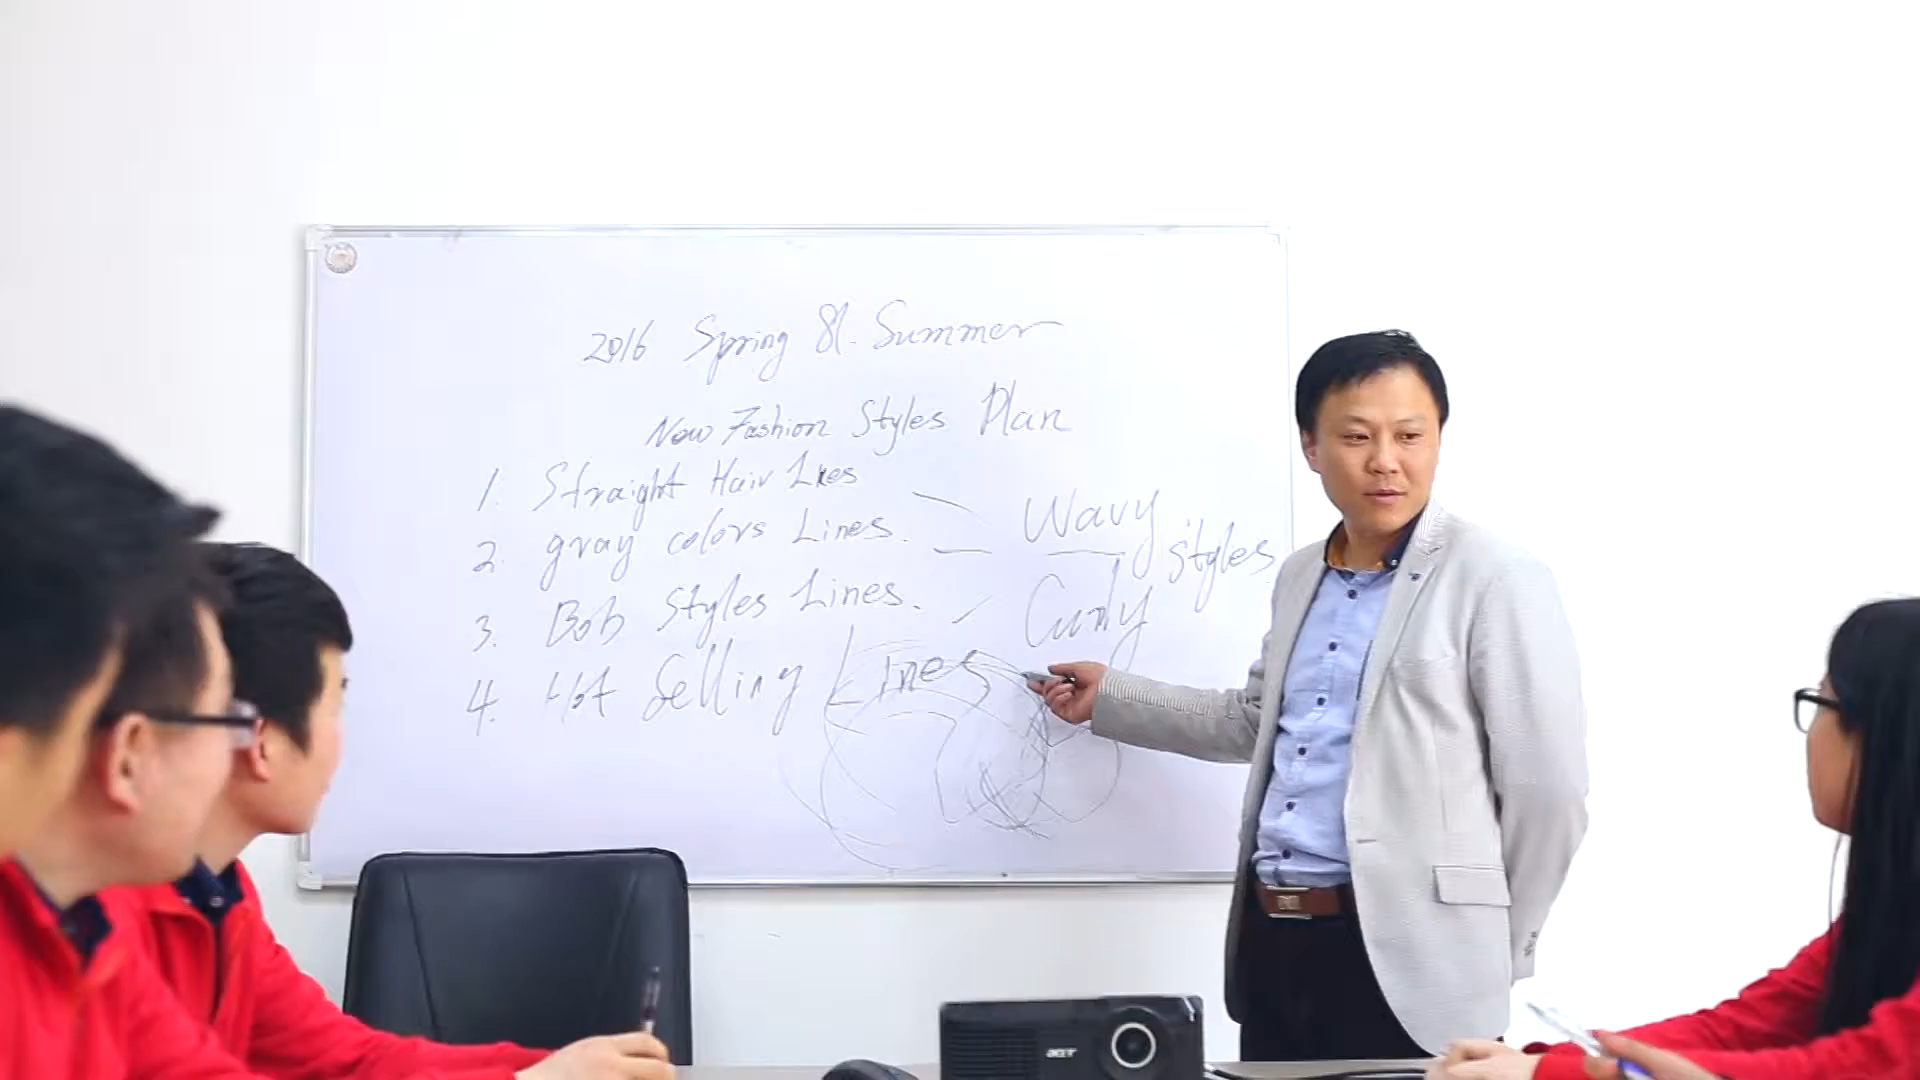 2016 Spring & Summer
New Fashion Styles Plan
1. Straight Hair Lines
2. gray colors Lines.
3. Bob Styles Lines.
4. Hot Selling Lines
Wavy
Curly
Styles
acer